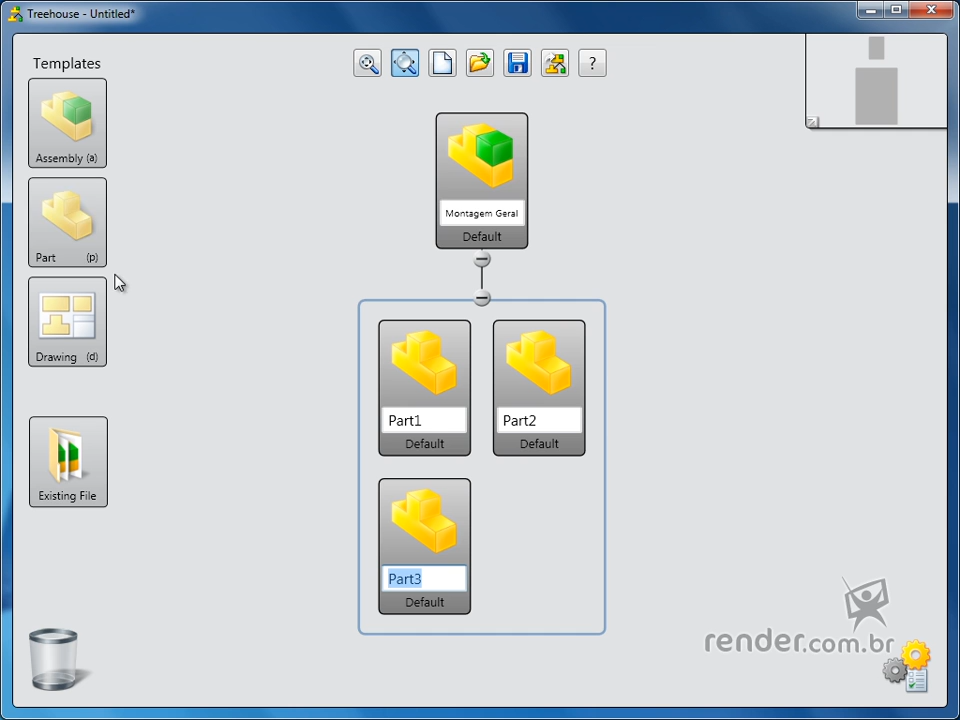 Treehouse - Untitled*
Templates
Assembly (a)
Part (p)
Drawing (d)
Existing File
?
Montagem Geral
Default
Part1
Default
Part2
Default
Part3
Default
render.com.br